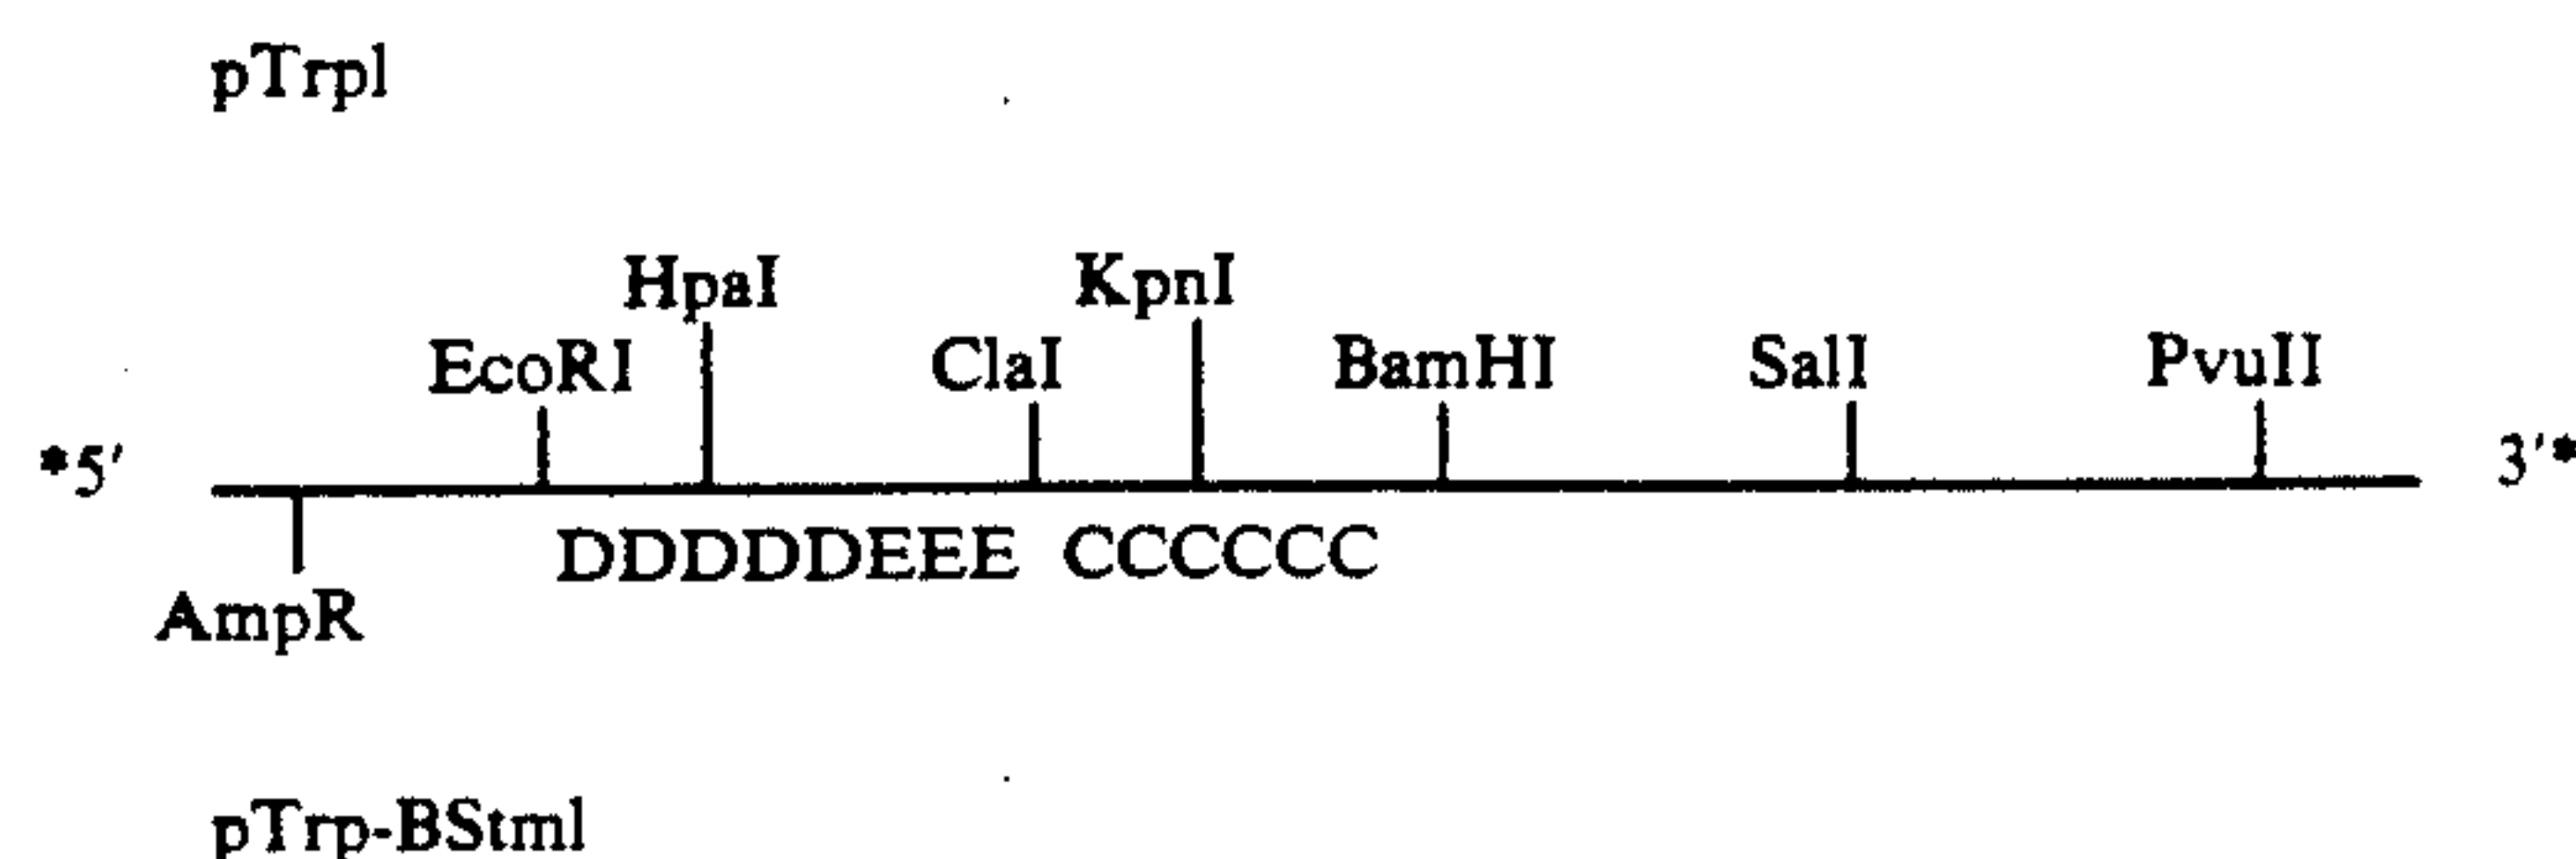 pTrpl
HpaI KpnI
EcoRI ClaI BamHI SalI PvuII
*5' 3'*
DDDDDEEE CCCCCC
AmpR
pTrp-BStml